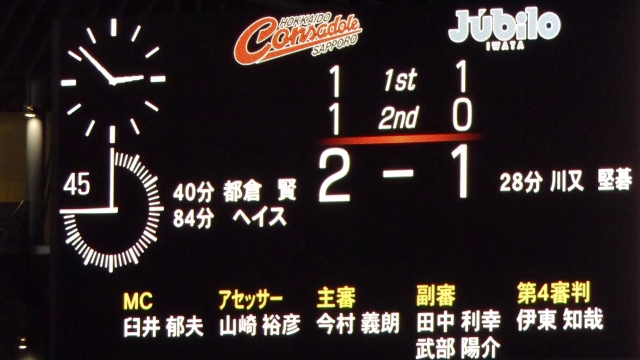 HOKKAIDO
Consadole
SAPPORO
Júbilo
IWATA
1 1st 1
1 2nd 0
2 - 1
45
40分 都倉 賢
84分 ヘイス
28分 川又 堅碁
MC
臼井 郁夫
アセッサー
山崎 裕彦
主審
今村 義朗
副審
田中 利幸
武部 陽介
第4審判
伊東 知哉